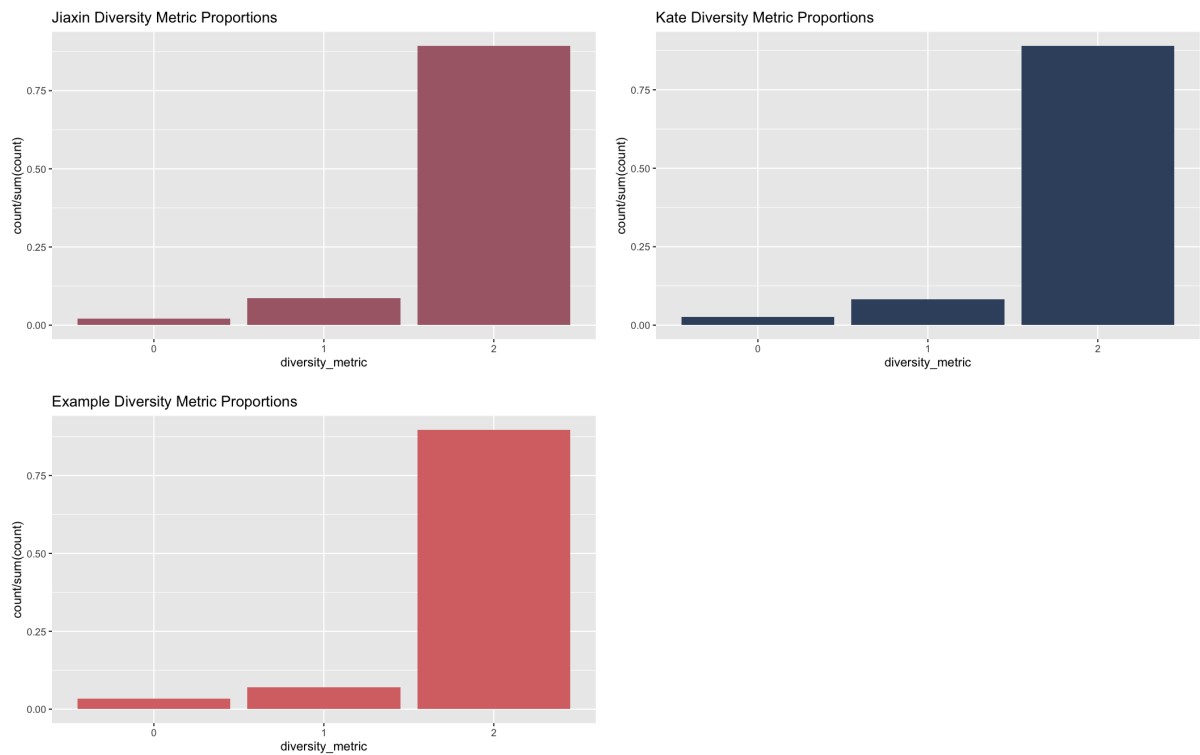 Jiaxin Diversity Metric Proportions
count/sum(count)
0.75
0.50
0.25
0.00
0 1 2
diversity_metric
Kate Diversity Metric Proportions
count/sum(count)
0.75
0.50
0.25
0.00
0 1 2
diversity_metric
Example Diversity Metric Proportions
count/sum(count)
0.75
0.50
0.25
0.00
0 1 2
diversity_metric